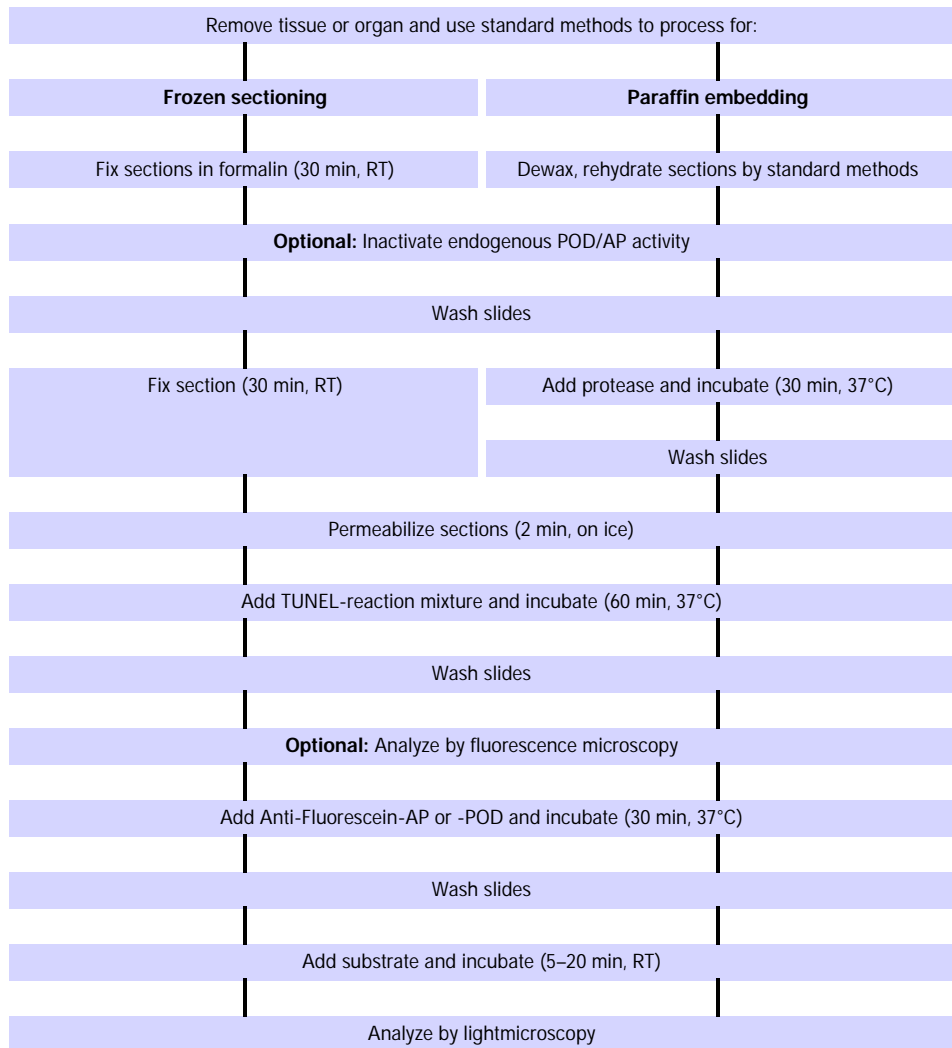 Remove tissue or organ and use standard methods to process for:
Frozen sectioning
Paraffin embedding
Fix sections in formalin (30 min, RT)
Dewax, rehydrate sections by standard methods
Optional: Inactivate endogenous POD/AP activity
Wash slides
Fix section (30 min, RT)
Add protease and incubate (30 min, 37°C)
Wash slides
Permeabilize sections (2 min, on ice)
Add TUNEL-reaction mixture and incubate (60 min, 37°C)
Wash slides
Optional: Analyze by fluorescence microscopy
Add Anti-Fluorescein-AP or -POD and incubate (30 min, 37°C)
Wash slides
Add substrate and incubate (5–20 min, RT)
Analyze by lightmicroscopy